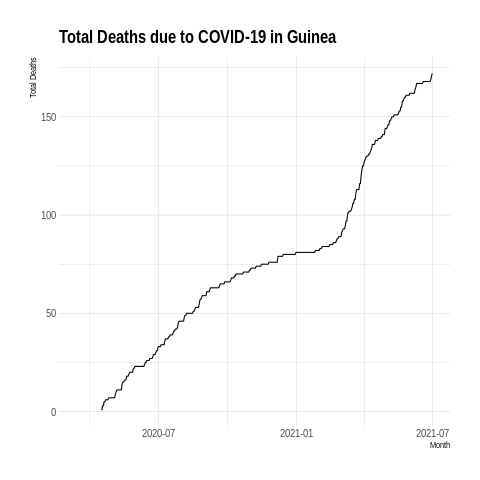 Total Deaths due to COVID-19 in Guinea
Total Deaths
150
100
50
0
2020-07
2021-01
2021-07
Month